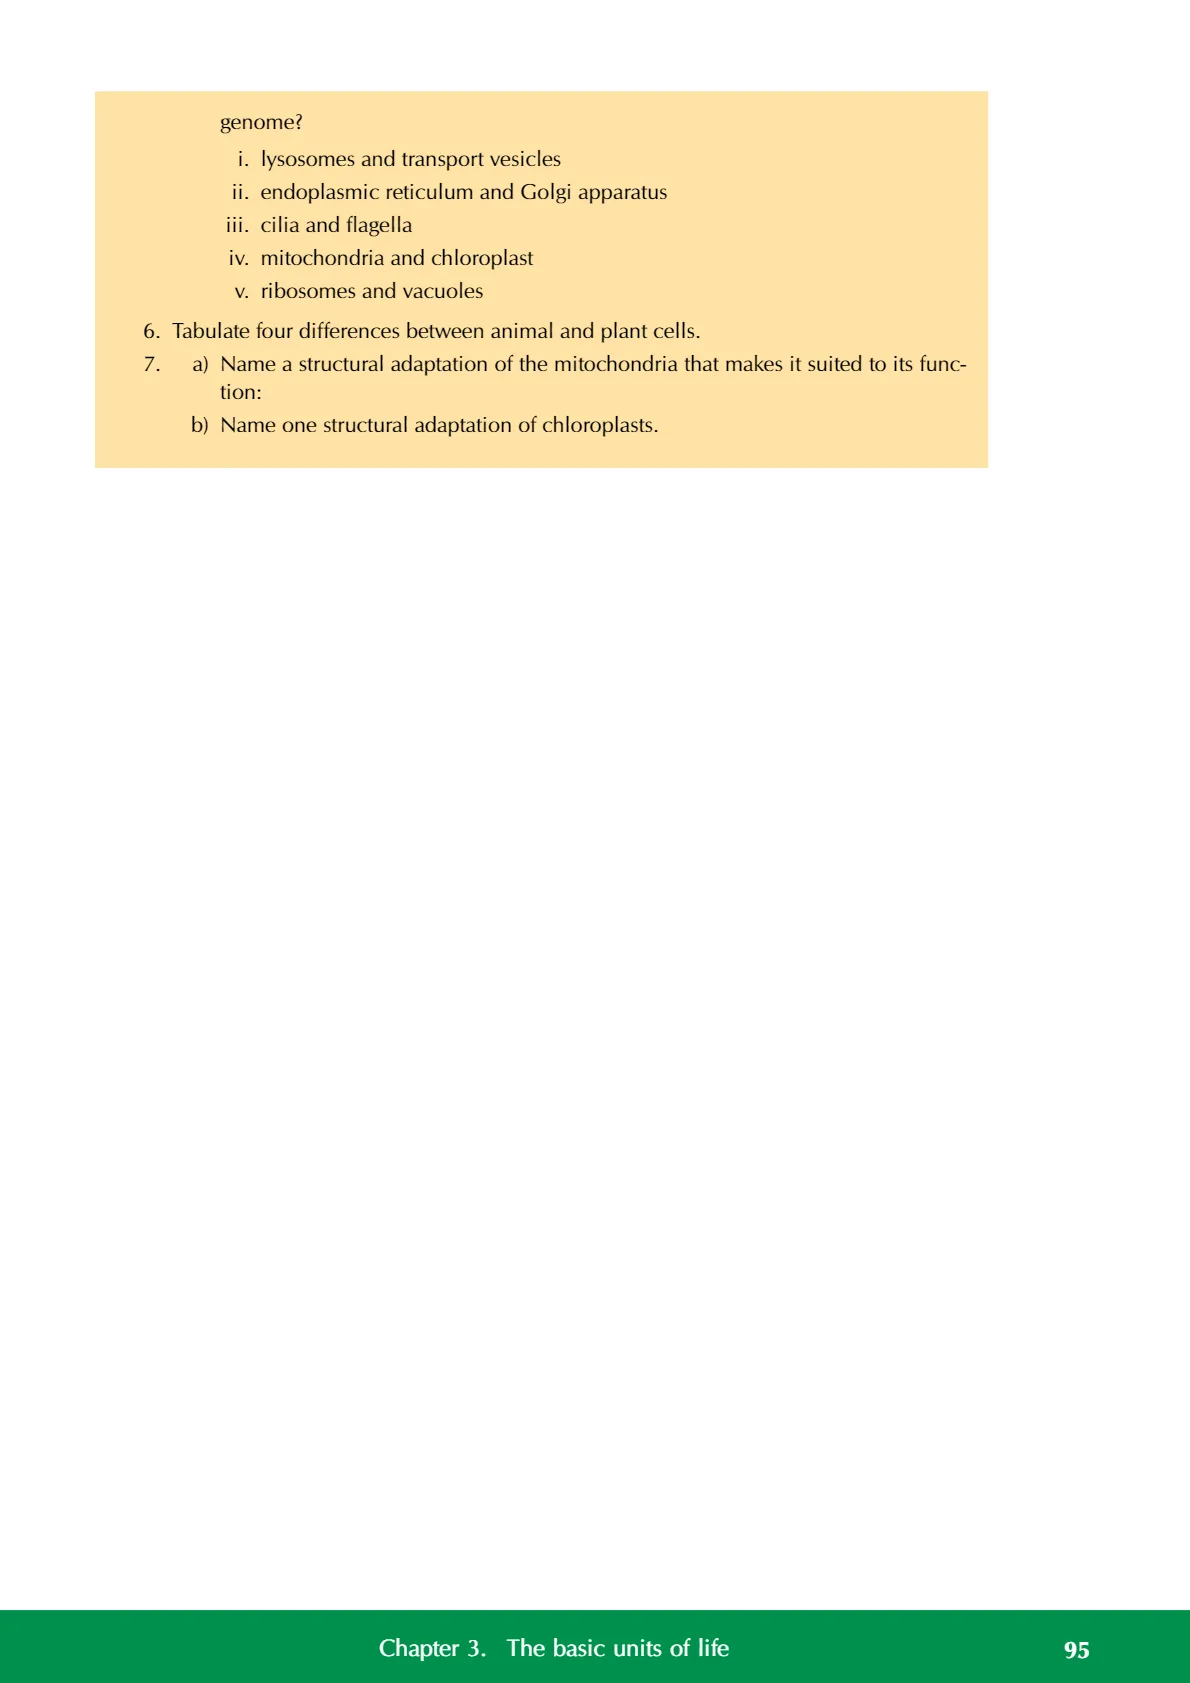 genome?
i. lysosomes and transport vesicles
ii. endoplasmic reticulum and Golgi apparatus
iii. cilia and flagella
iv. mitochondria and chloroplast
v. ribosomes and vacuoles
6. Tabulate four differences between animal and plant cells.
7. a) Name a structural adaptation of the mitochondria that makes it suited to its func-
tion:
b) Name one structural adaptation of chloroplasts.
Chapter 3. The basic units of life 95